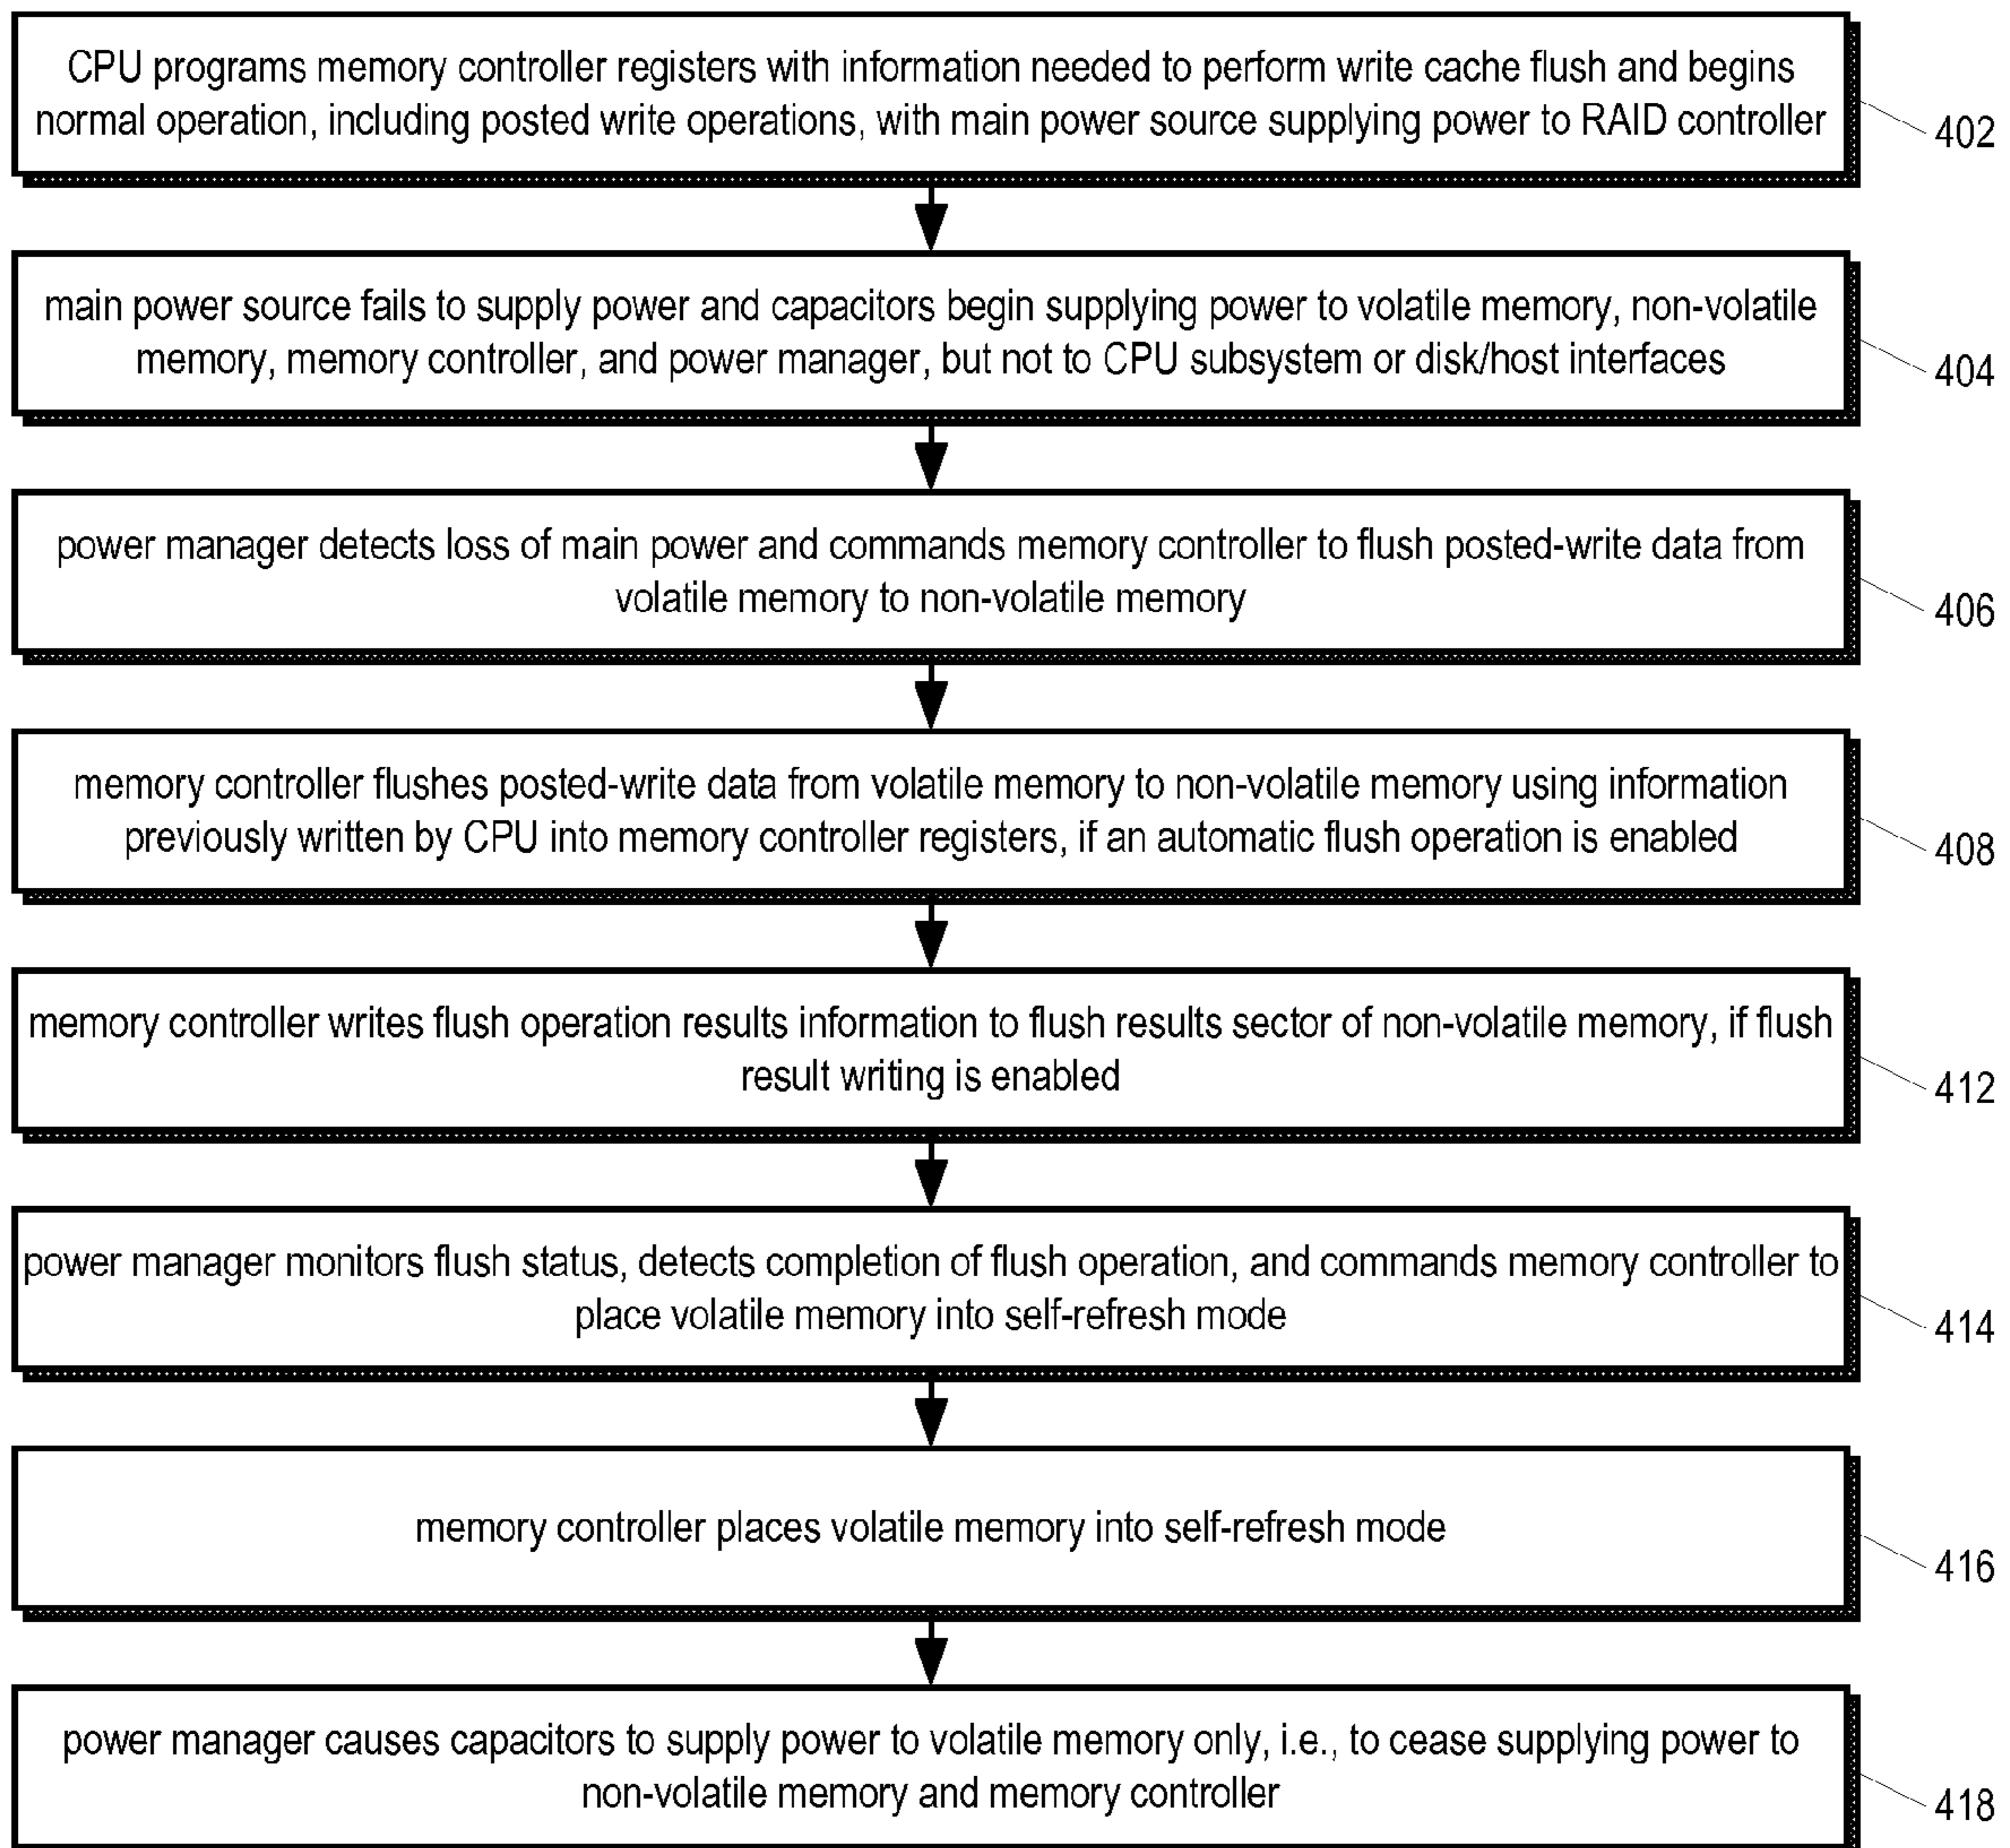 CPU programs memory controller registers with information needed to perform write cache flush and begins
normal operation, including posted write operations, with main power source supplying power to RAID controller
402
main power source fails to supply power and capacitors begin supplying power to volatile memory, non-volatile
memory, memory controller, and power manager, but not to CPU subsystem or disk/host interfaces
404
power manager detects loss of main power and commands memory controller to flush posted-write data from
volatile memory to non-volatile memory
406
memory controller flushes posted-write data from volatile memory to non-volatile memory using information
previously written by CPU into memory controller registers, if an automatic flush operation is enabled
408
memory controller writes flush operation results information to flush results sector of non-volatile memory, if flush
result writing is enabled
412
power manager monitors flush status, detects completion of flush operation, and commands memory controller to
place volatile memory into self-refresh mode
414
memory controller places volatile memory into self-refresh mode
416
power manager causes capacitors to supply power to volatile memory only, i.e., to cease supplying power to
non-volatile memory and memory controller
418